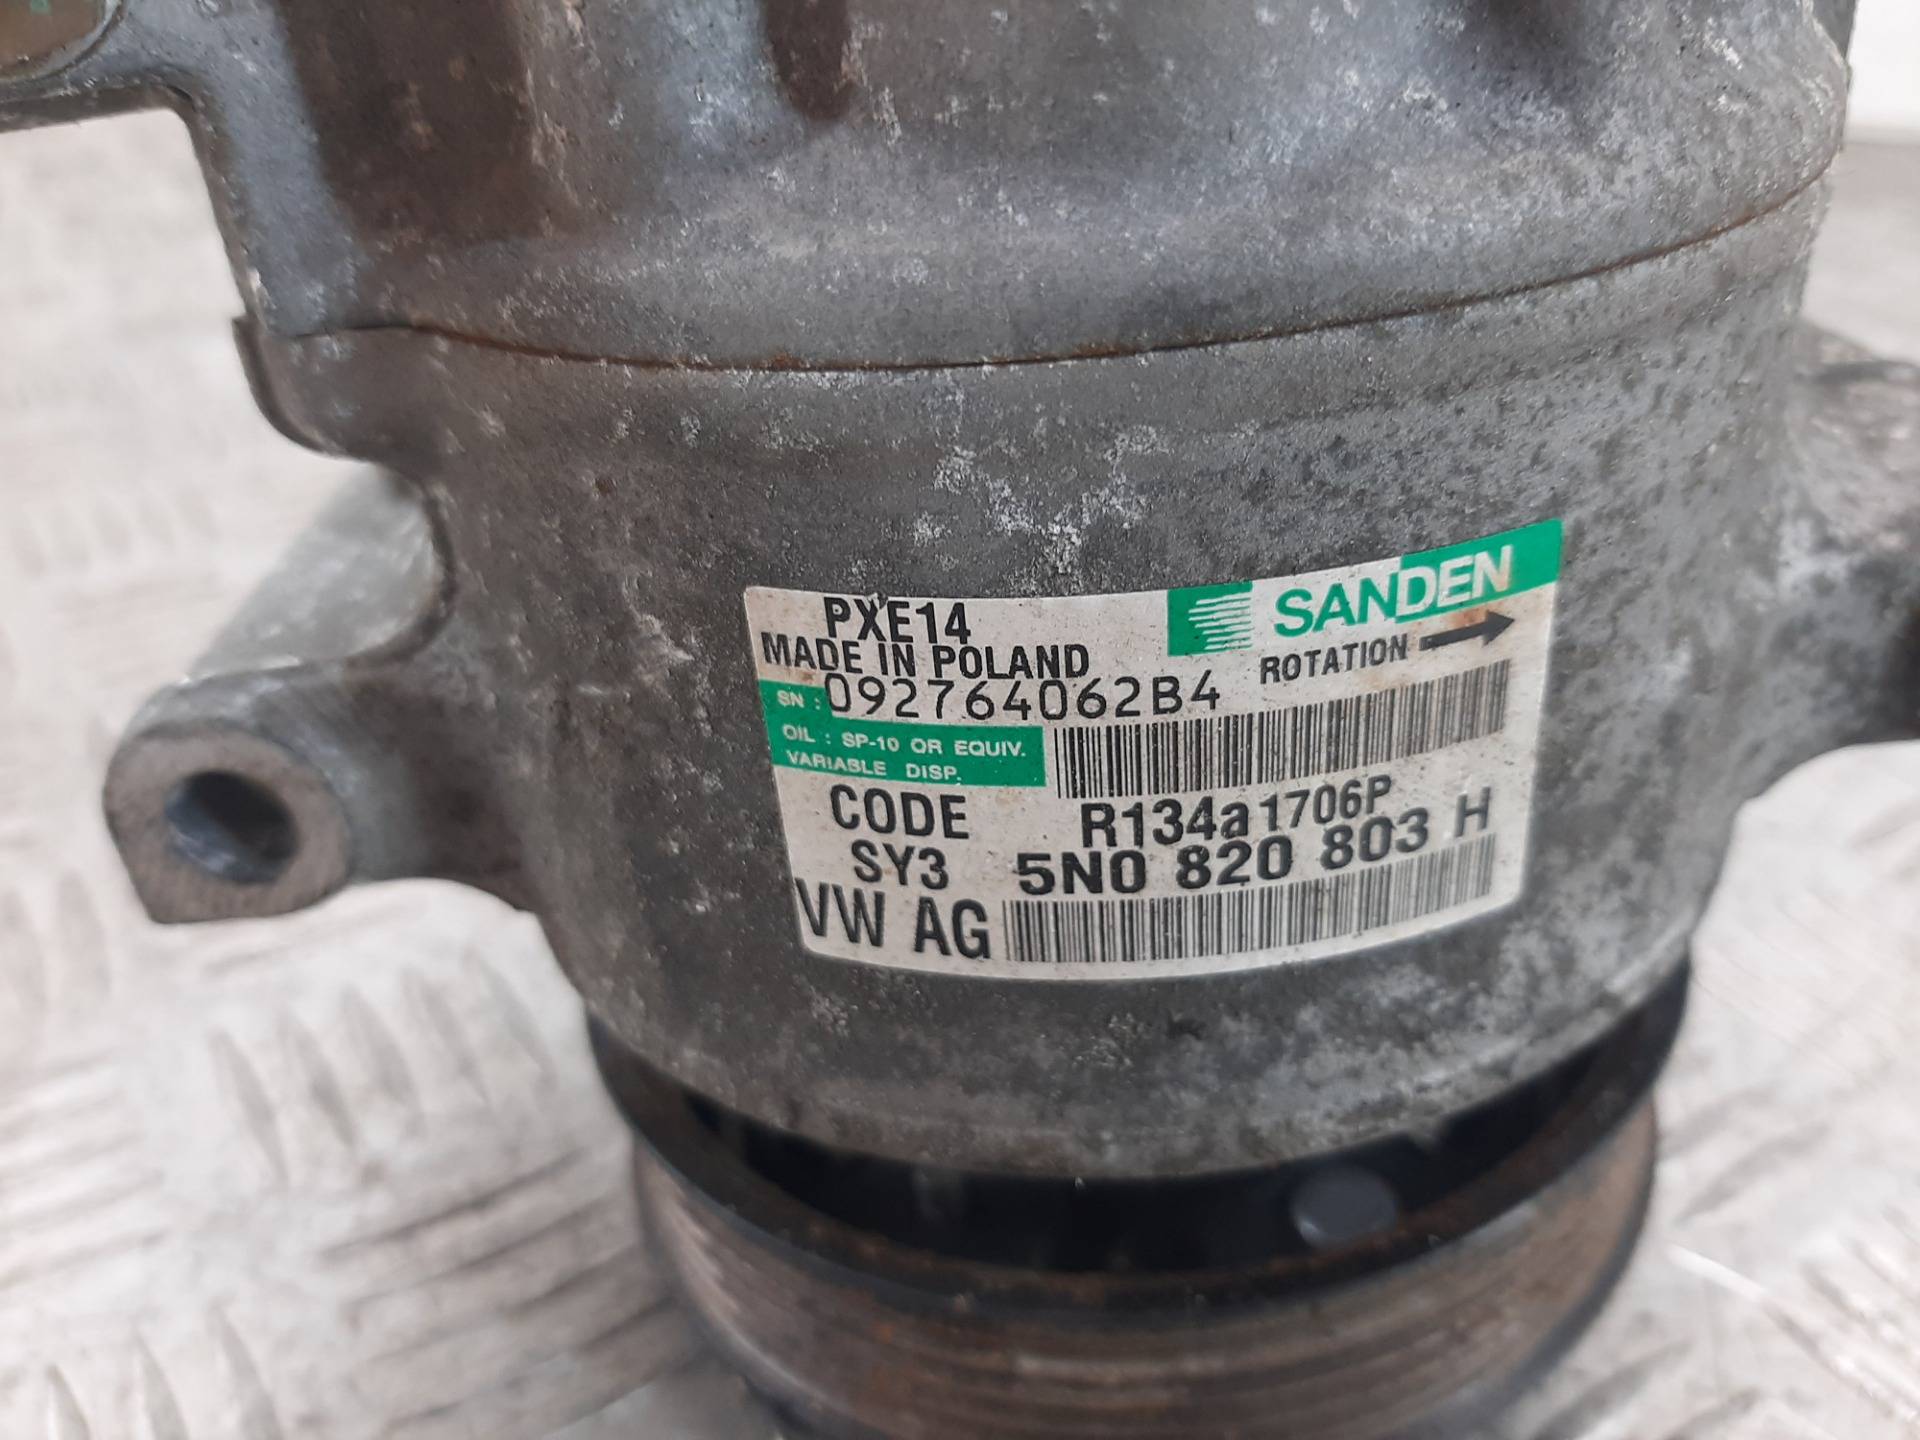 PXE14
SANDEN
MADE IN POLAND
ROTATION
SN : 092764062B4
OIL : SP-10 OR EQUIV.
VARIABLE DISP.
CODE R134a1706P
SY3 5N0 820 803 H
VW AG